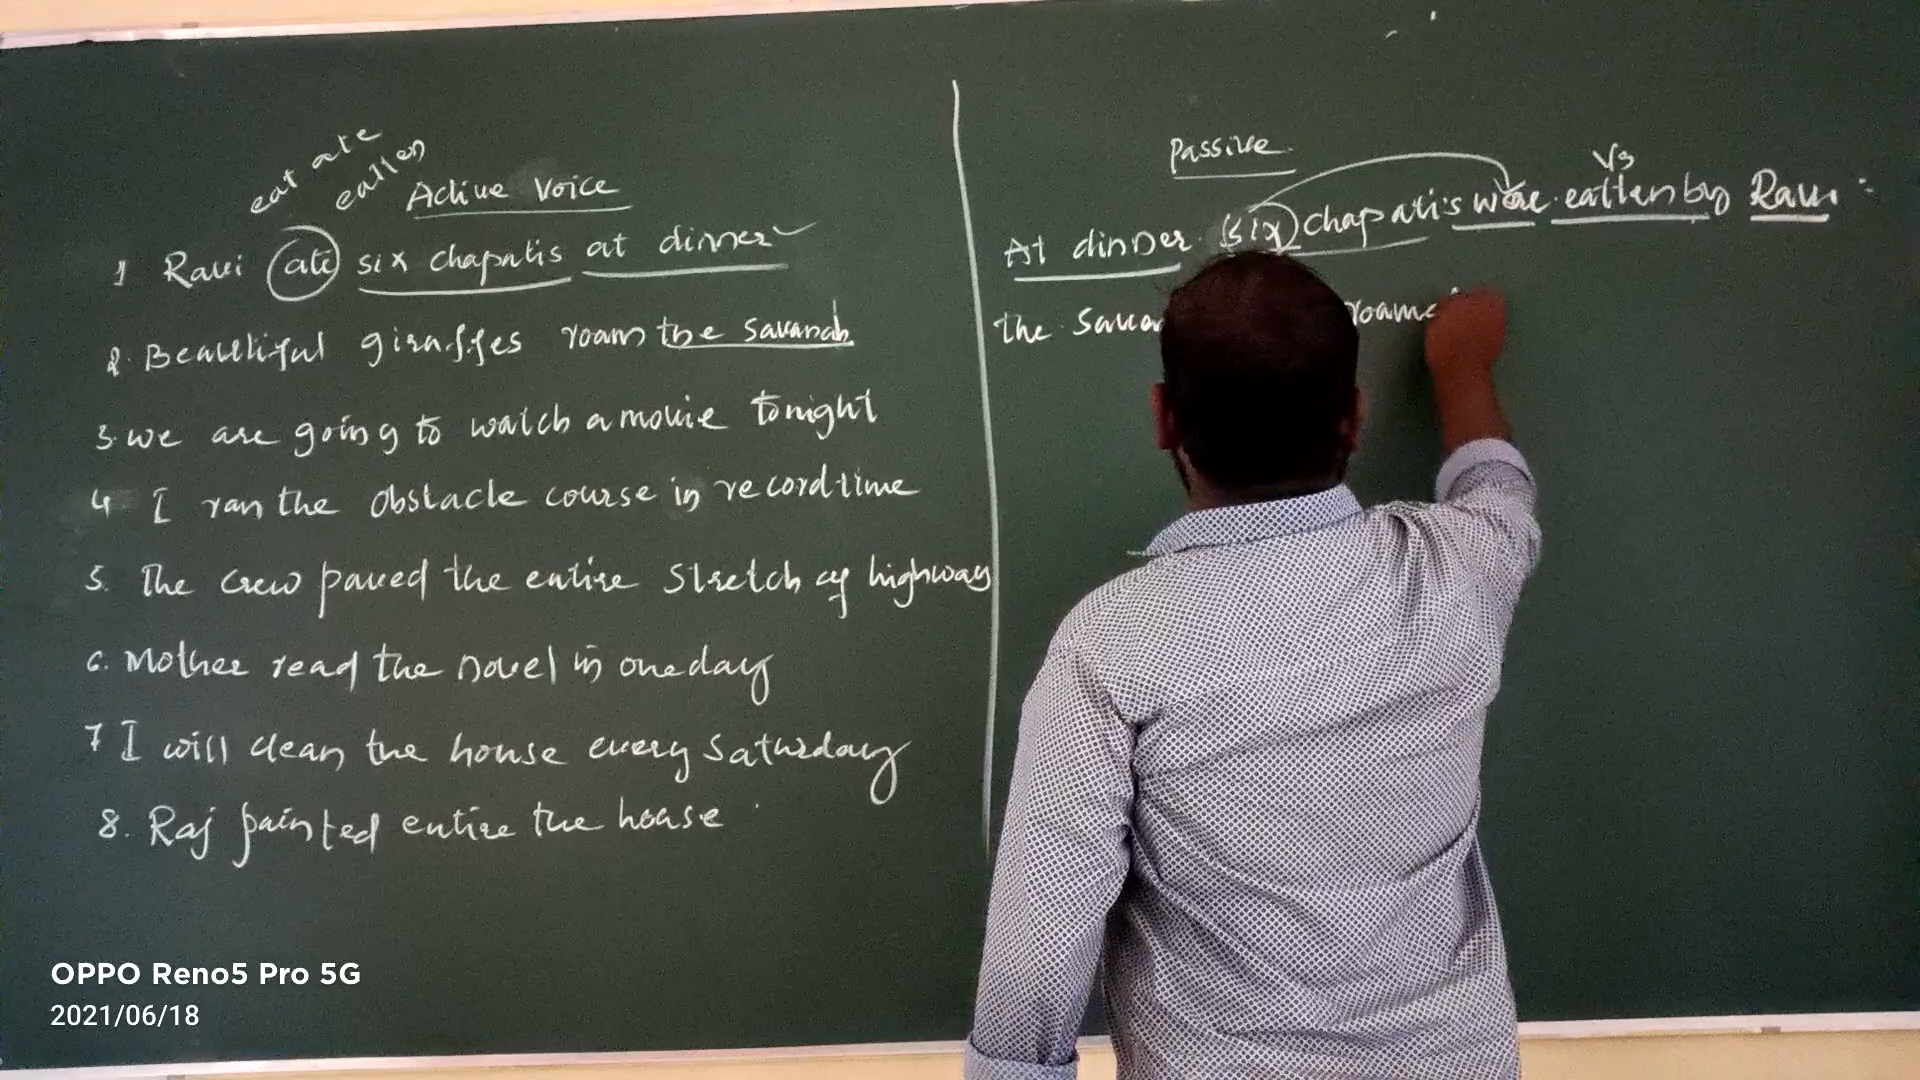 eat ate
eatten
Active Voice
1 Ravi ate six chapatis at dinner
2. Beautiful giraffes roam the savanah
3. we are going to watch a movie tonight
4. I ran the obstacle course in record time
5. The crew paved the entire stretch of highway
6. Mother read the novel in one day
7 I will clean the house every saturday
8. Raj painted entire the house
Passive
V3
At dinner six chapatis were eatten by Ravi
the roame
OPPO Reno5 Pro 5G
2021/06/18